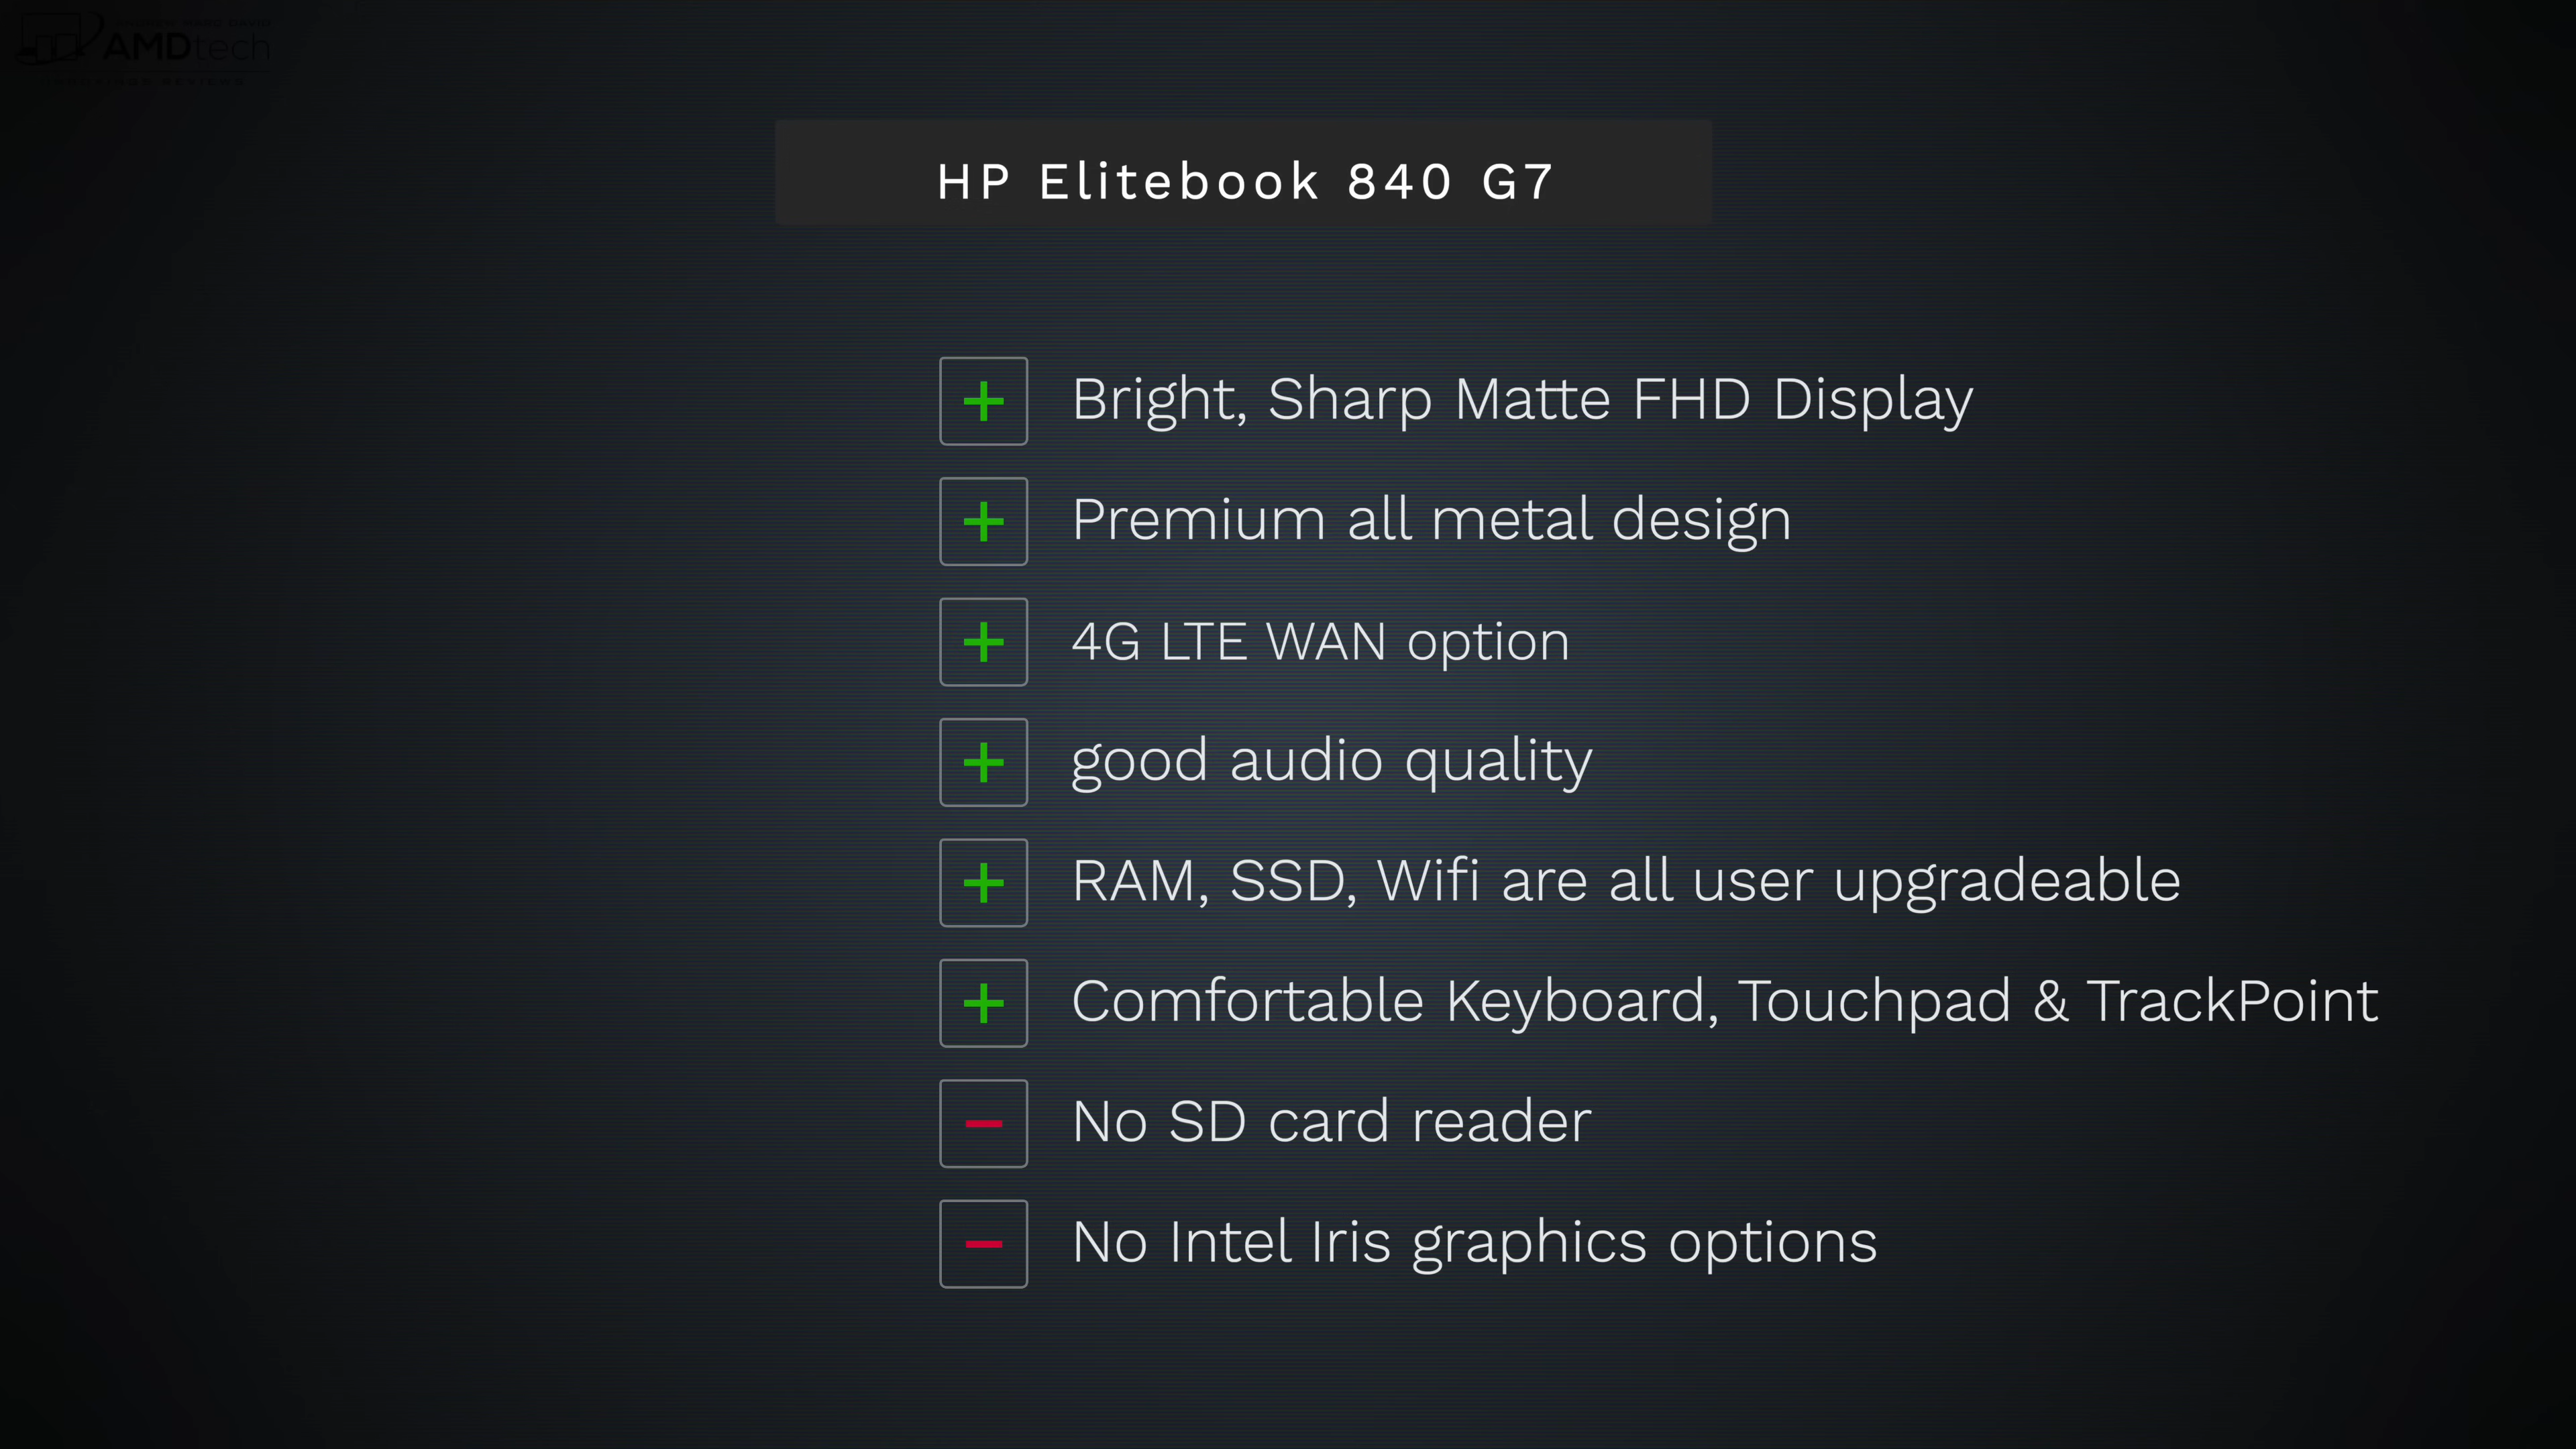 AMDtech
HP Elitebook 840 G7
+ Bright, Sharp Matte FHD Display
+ Premium all metal design
+ 4G LTE WAN option
+ good audio quality
+ RAM, SSD, Wifi are all user upgradeable
+ Comfortable Keyboard, Touchpad & TrackPoint
– No SD card reader
– No Intel Iris graphics options